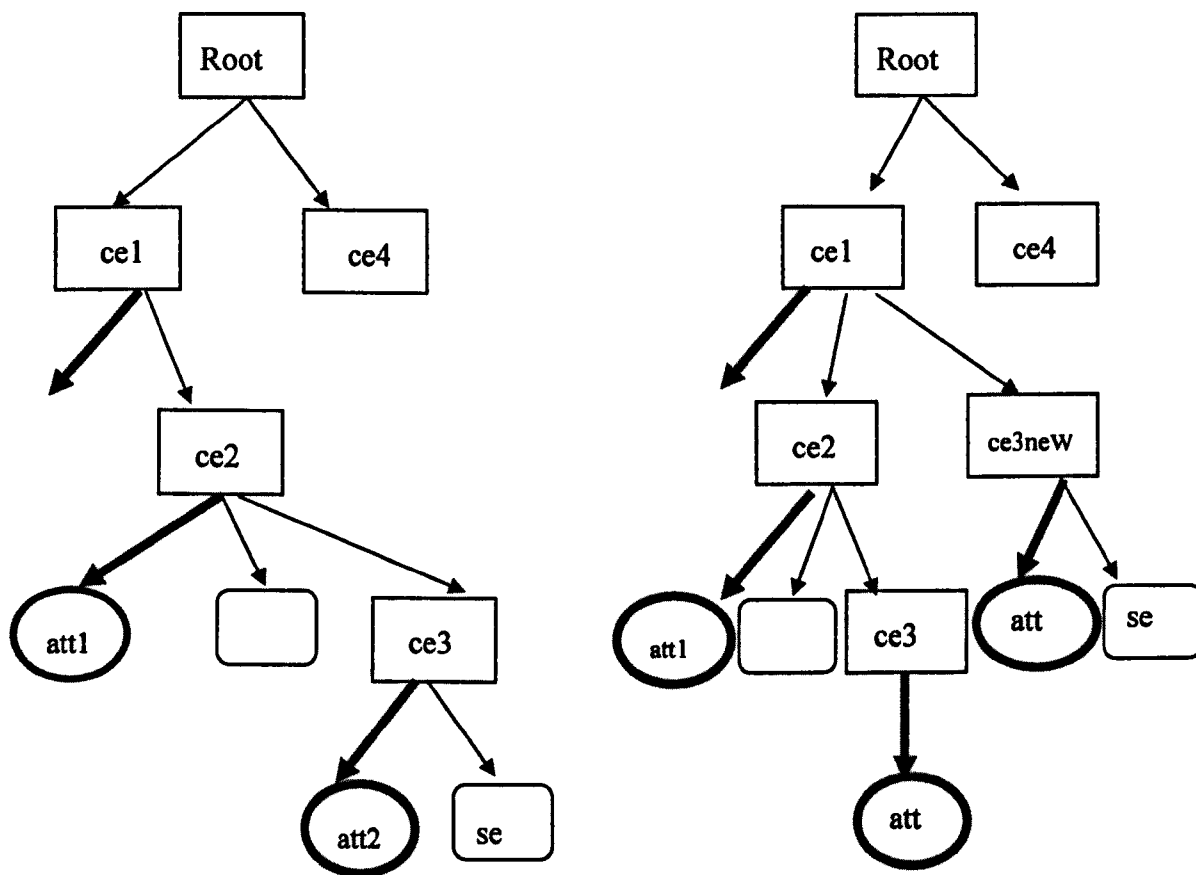 Root
ce1
ce4
ce2
att1
ce3
att2
se
Root
ce1
ce4
ce2
ce3neW
att1
ce3
att
se
att